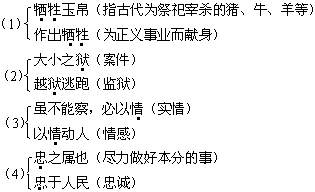 (1) 牺牲玉帛（指古代为祭祀宰杀的猪、牛、羊等）
作出牺牲（为正义事业而献身）
(2) 大小之狱（案件）
越狱逃跑（监狱）
(3) 虽不能察，必以情（实情）
以情动人（情感）
(4) 忠之属也（尽力做好本分的事）
忠于人民（忠诚）